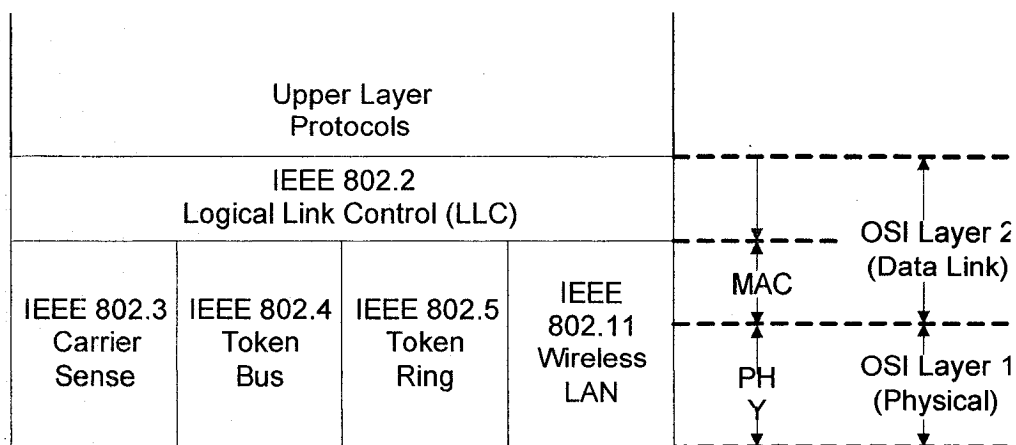 Upper Layer
Protocols
IEEE 802.2
Logical Link Control (LLC)
IEEE 802.3
Carrier
Sense
IEEE 802.4
Token
Bus
IEEE 802.5
Token
Ring
IEEE
802.11
Wireless
LAN
MAC
PH
Y
OSI Layer 2
(Data Link)
OSI Layer 1
(Physical)